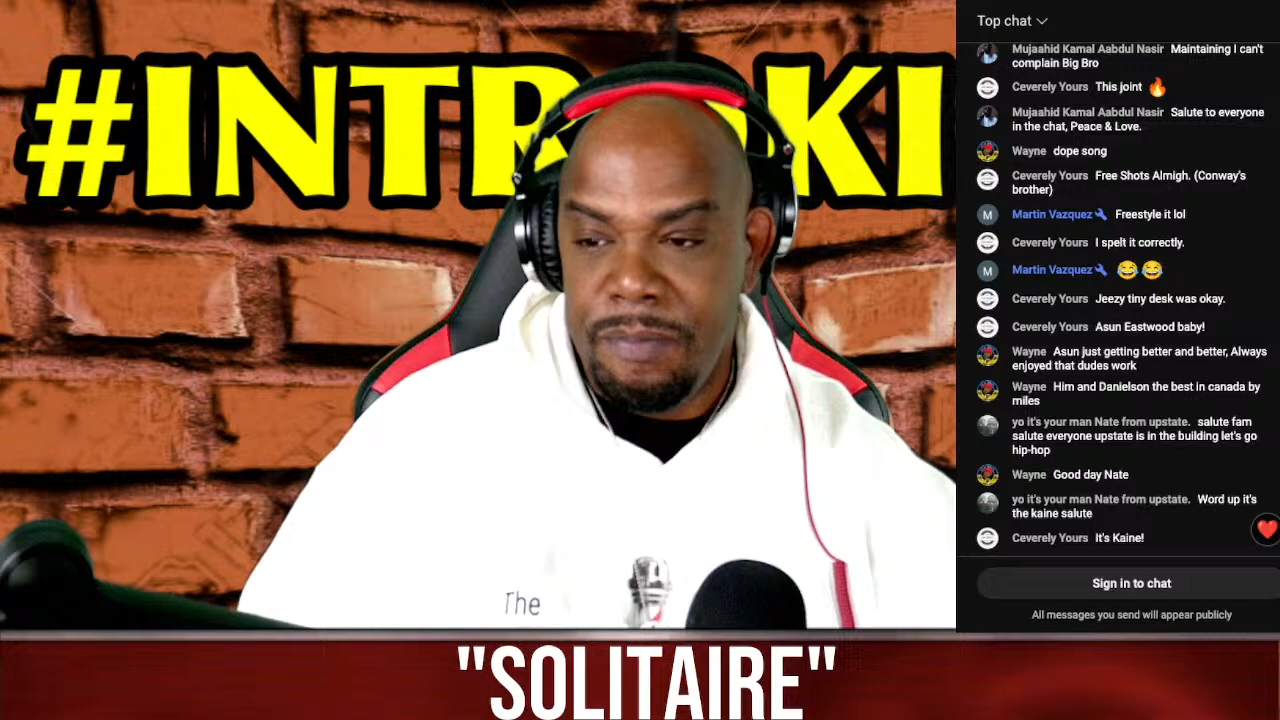 #INTR KI
The
"SOLITAIRE"
Top chat
Mujaahid Kamal Aabdul Nasir Maintaining I can't
complain Big Bro
Ceverely Yours This joint 🔥
Mujaahid Kamal Aabdul Nasir Salute to everyone
in the chat, Peace & Love.
Wayne dope song
Ceverely Yours Free Shots Almigh. (Conway's
brother)
M Martin Vazquez Freestyle it lol
Ceverely Yours I spelt it correctly.
M Martin Vazquez 😂😂
Ceverely Yours Jeezy tiny desk was okay.
Ceverely Yours Asun Eastwood baby!
Wayne Asun just getting better and better, Always
enjoyed that dudes work
Wayne Him and Danielson the best in canada by
miles
yo it's your man Nate from upstate. salute fam
salute everyone upstate is in the building let's go
hip-hop
Wayne Good day Nate
yo it's your man Nate from upstate. Word up it's
the kaine salute
Ceverely Yours It's Kaine!
Sign in to chat
All messages you send will appear publicly